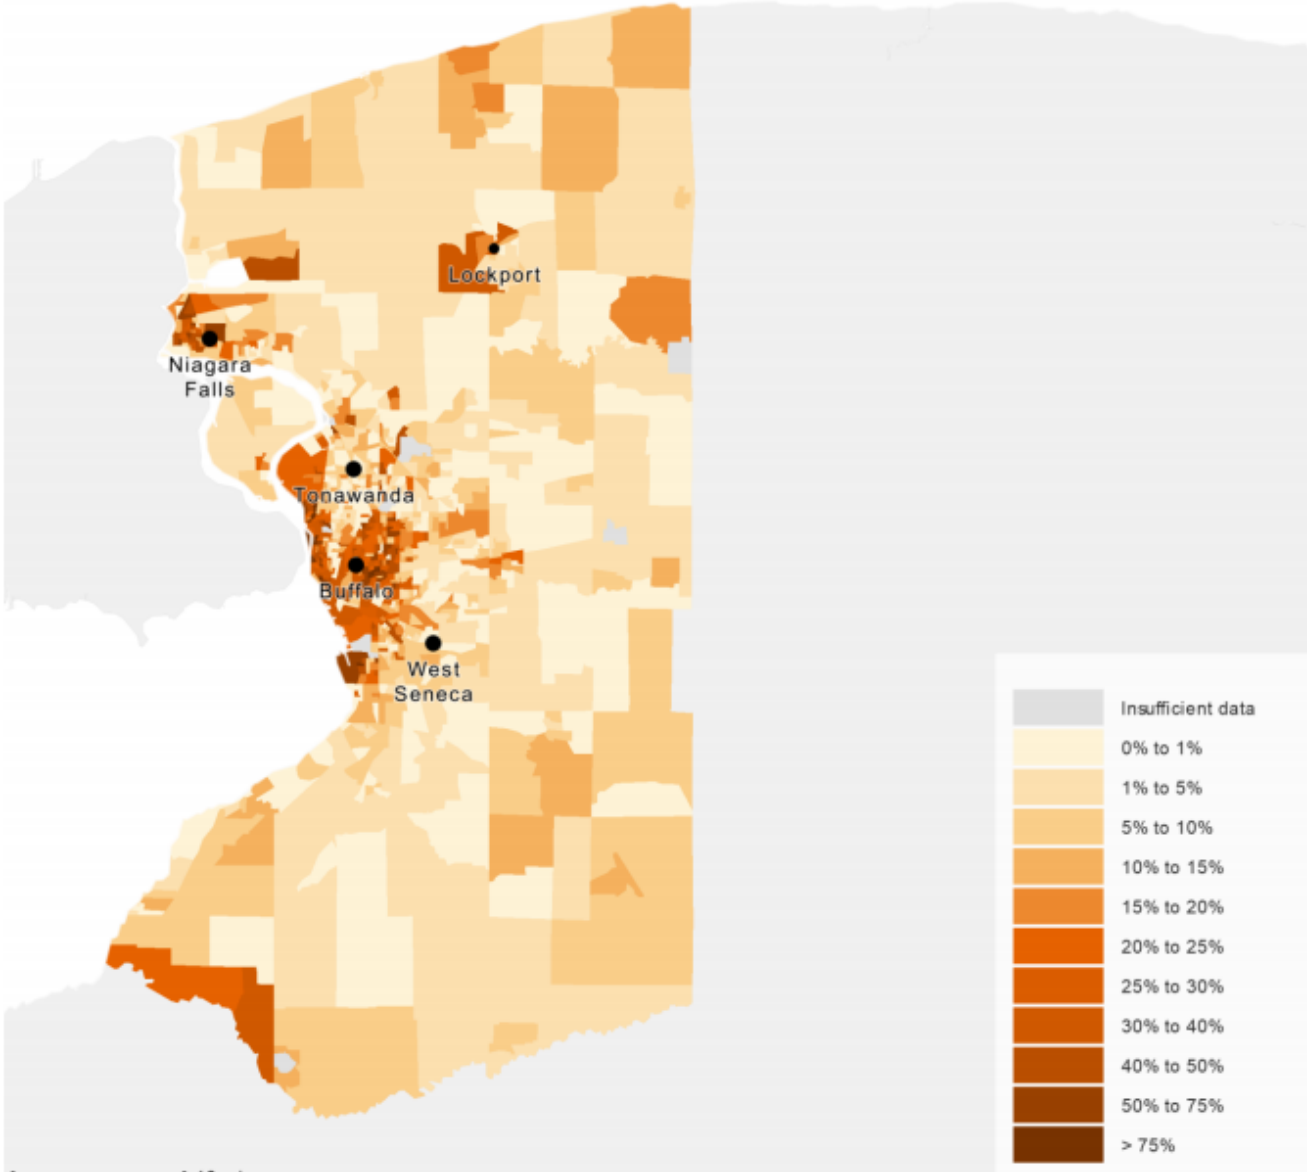 Lockport
Niagara
Falls
Tonawanda
Buffalo
West
Seneca
Insufficient data
0% to 1%
1% to 5%
5% to 10%
10% to 15%
15% to 20%
20% to 25%
25% to 30%
30% to 40%
40% to 50%
50% to 75%
> 75%